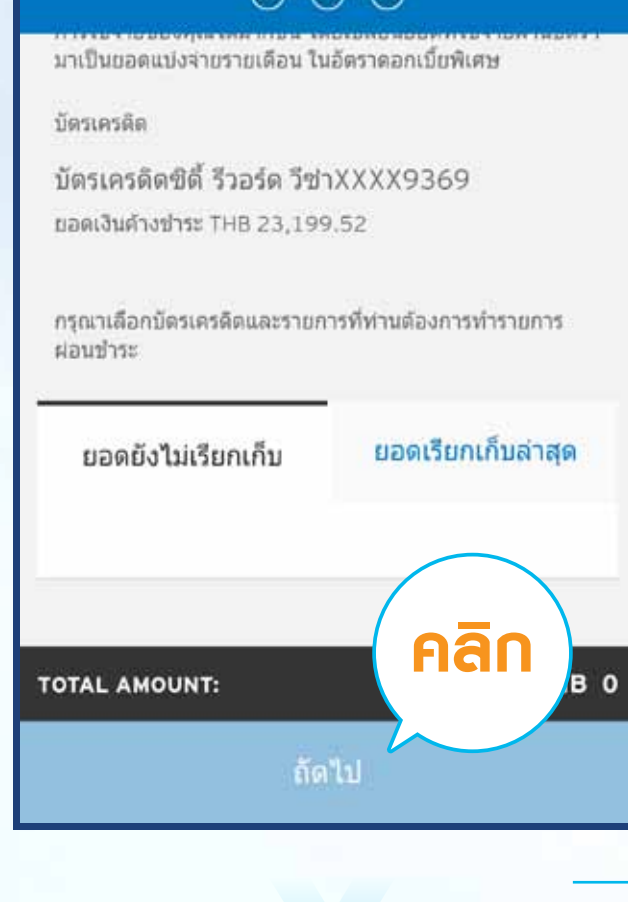 มาเป็นยอดแบ่งจ่ายรายเดือน ในอัตราดอกเบี้ยพิเศษ
บัตรเครดิต
บัตรเครดิตซิตี้ รีวอร์ด วีซ่าXXXX9369
ยอดเงินค้างชำระ THB 23,199.52
กรุณาเลือกบัตรเครดิตและรายการที่ท่านต้องการทำรายการ
ผ่อนชำระ
ยอดยังไม่เรียกเก็บ
ยอดเรียกเก็บล่าสุด
คลิก
TOTAL AMOUNT: B 0
ถัดไป